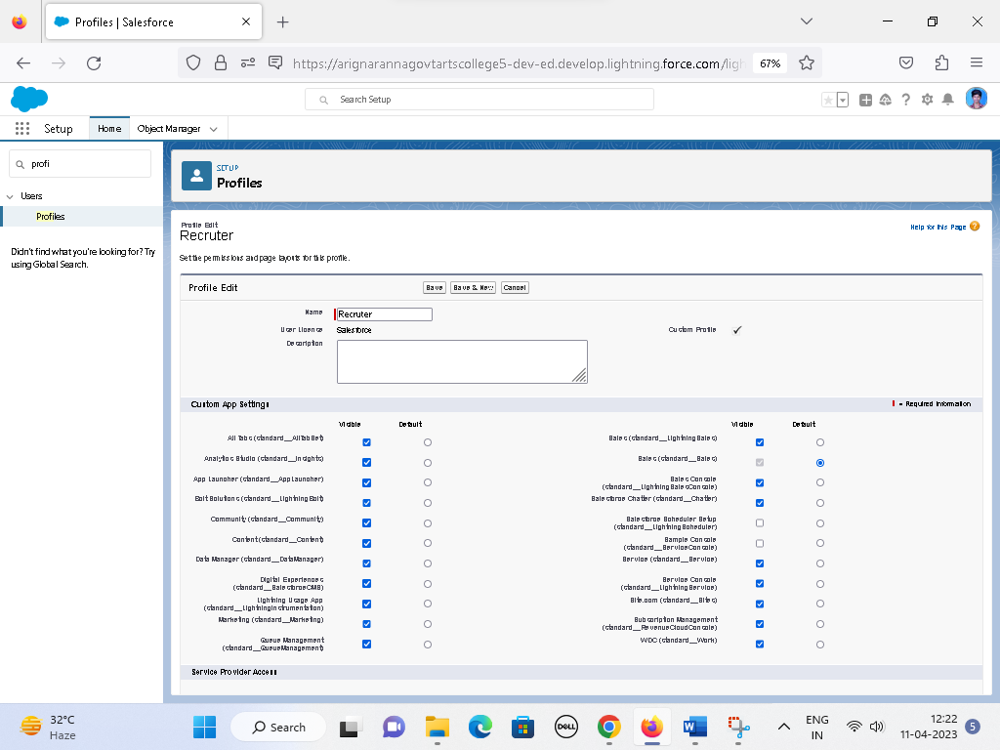 Profiles | Salesforce
https://arignarannagovtartscollege5-dev-ed.develop.lightning.force.com/ligh
67%
Search Setup
Setup
Home
Object Manager
profi
Users
Profiles
Didn't find what you're looking for? Try
using Global Search.
SETUP
Profiles
Profile Edit
Recruter
Help for this Page
Set the permissions and page layouts for this profile.
Profile Edit
Save
Save & New
Cancel
Name
Recruter
User License
Salesforce
Custom Profile
Description
Custom App Settings
= Required Information
Visible
Default
Visible
Default
All Tabs (standard__AllTabSet)
Sales (standard__LightningSales)
Analytics Studio (standard__Insights)
Sales (standard__Sales)
App Launcher (standard__AppLauncher)
Sales Console
(standard__LightningSalesConsole)
Bolt Solutions (standard__LightningBolt)
Salesforce Chatter (standard__Chatter)
Community (standard__Community)
Salesforce Scheduler Setup
(standard__LightningScheduler)
Content (standard__Content)
Sample Console
(standard__ServiceConsole)
Data Manager (standard__DataManager)
Service (standard__Service)
Digital Experiences
(standard__SalesforceCMS)
Service Console
(standard__LightningService)
Lightning Usage App
(standard__LightningInstrumentation)
Site.com (standard__Sites)
Marketing (standard__Marketing)
Subscription Management
(standard__RevenueCloudConsole)
Queue Management
(standard__QueueManagement)
WDC (standard__Work)
Service Provider Access
32°C
Haze
Search
DELL
ENG
IN
12:22
11-04-2023
5